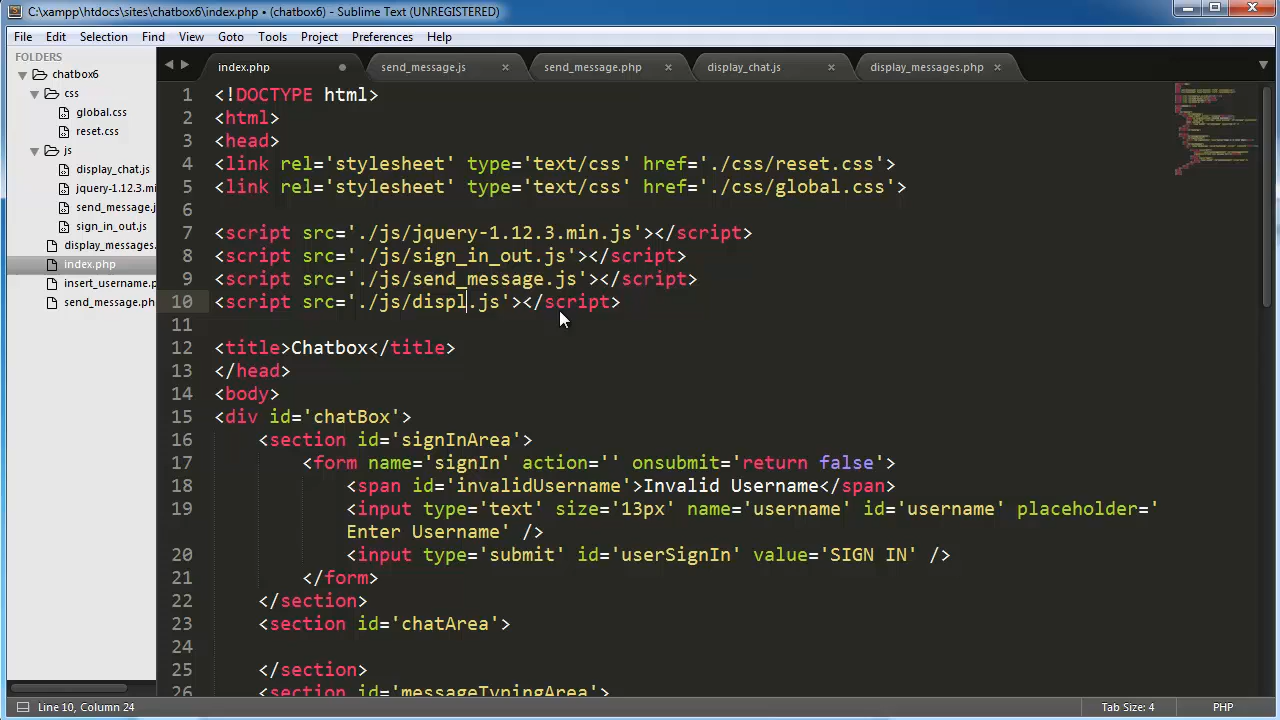 C:\xampp\htdocs\sites\chatbox6\index.php • (chatbox6) - Sublime Text (UNREGISTERED)
File Edit Selection Find View Goto Tools Project Preferences Help
FOLDERS
chatbox6
css
global.css
reset.css
js
display_chat.js
jquery-1.12.3.mi
send_message.j
sign_in_out.js
display_messages.
index.php
insert_username.p
send_message.ph
index.php send_message.js send_message.php display_chat.js display_messages.php
1 <!DOCTYPE html>
2 <html>
3 <head>
4 <link rel='stylesheet' type='text/css' href='./css/reset.css'>
5 <link rel='stylesheet' type='text/css' href='./css/global.css'>
6
7 <script src='./js/jquery-1.12.3.min.js'></script>
8 <script src='./js/sign_in_out.js'></script>
9 <script src='./js/send_message.js'></script>
10 <script src='./js/displ.js'></script>
11
12 <title>Chatbox</title>
13 </head>
14 <body>
15 <div id='chatBox'>
16 <section id='signInArea'>
17 <form name='signIn' action='' onsubmit='return false'>
18 <span id='invalidUsername'>Invalid Username</span>
19 <input type='text' size='13px' name='username' id='username' placeholder='
Enter Username' />
20 <input type='submit' id='userSignIn' value='SIGN IN' />
21 </form>
22 </section>
23 <section id='chatArea'>
24
25 </section>
26 <section id='messageTypingArea'>
Line 10, Column 24 Tab Size: 4 PHP